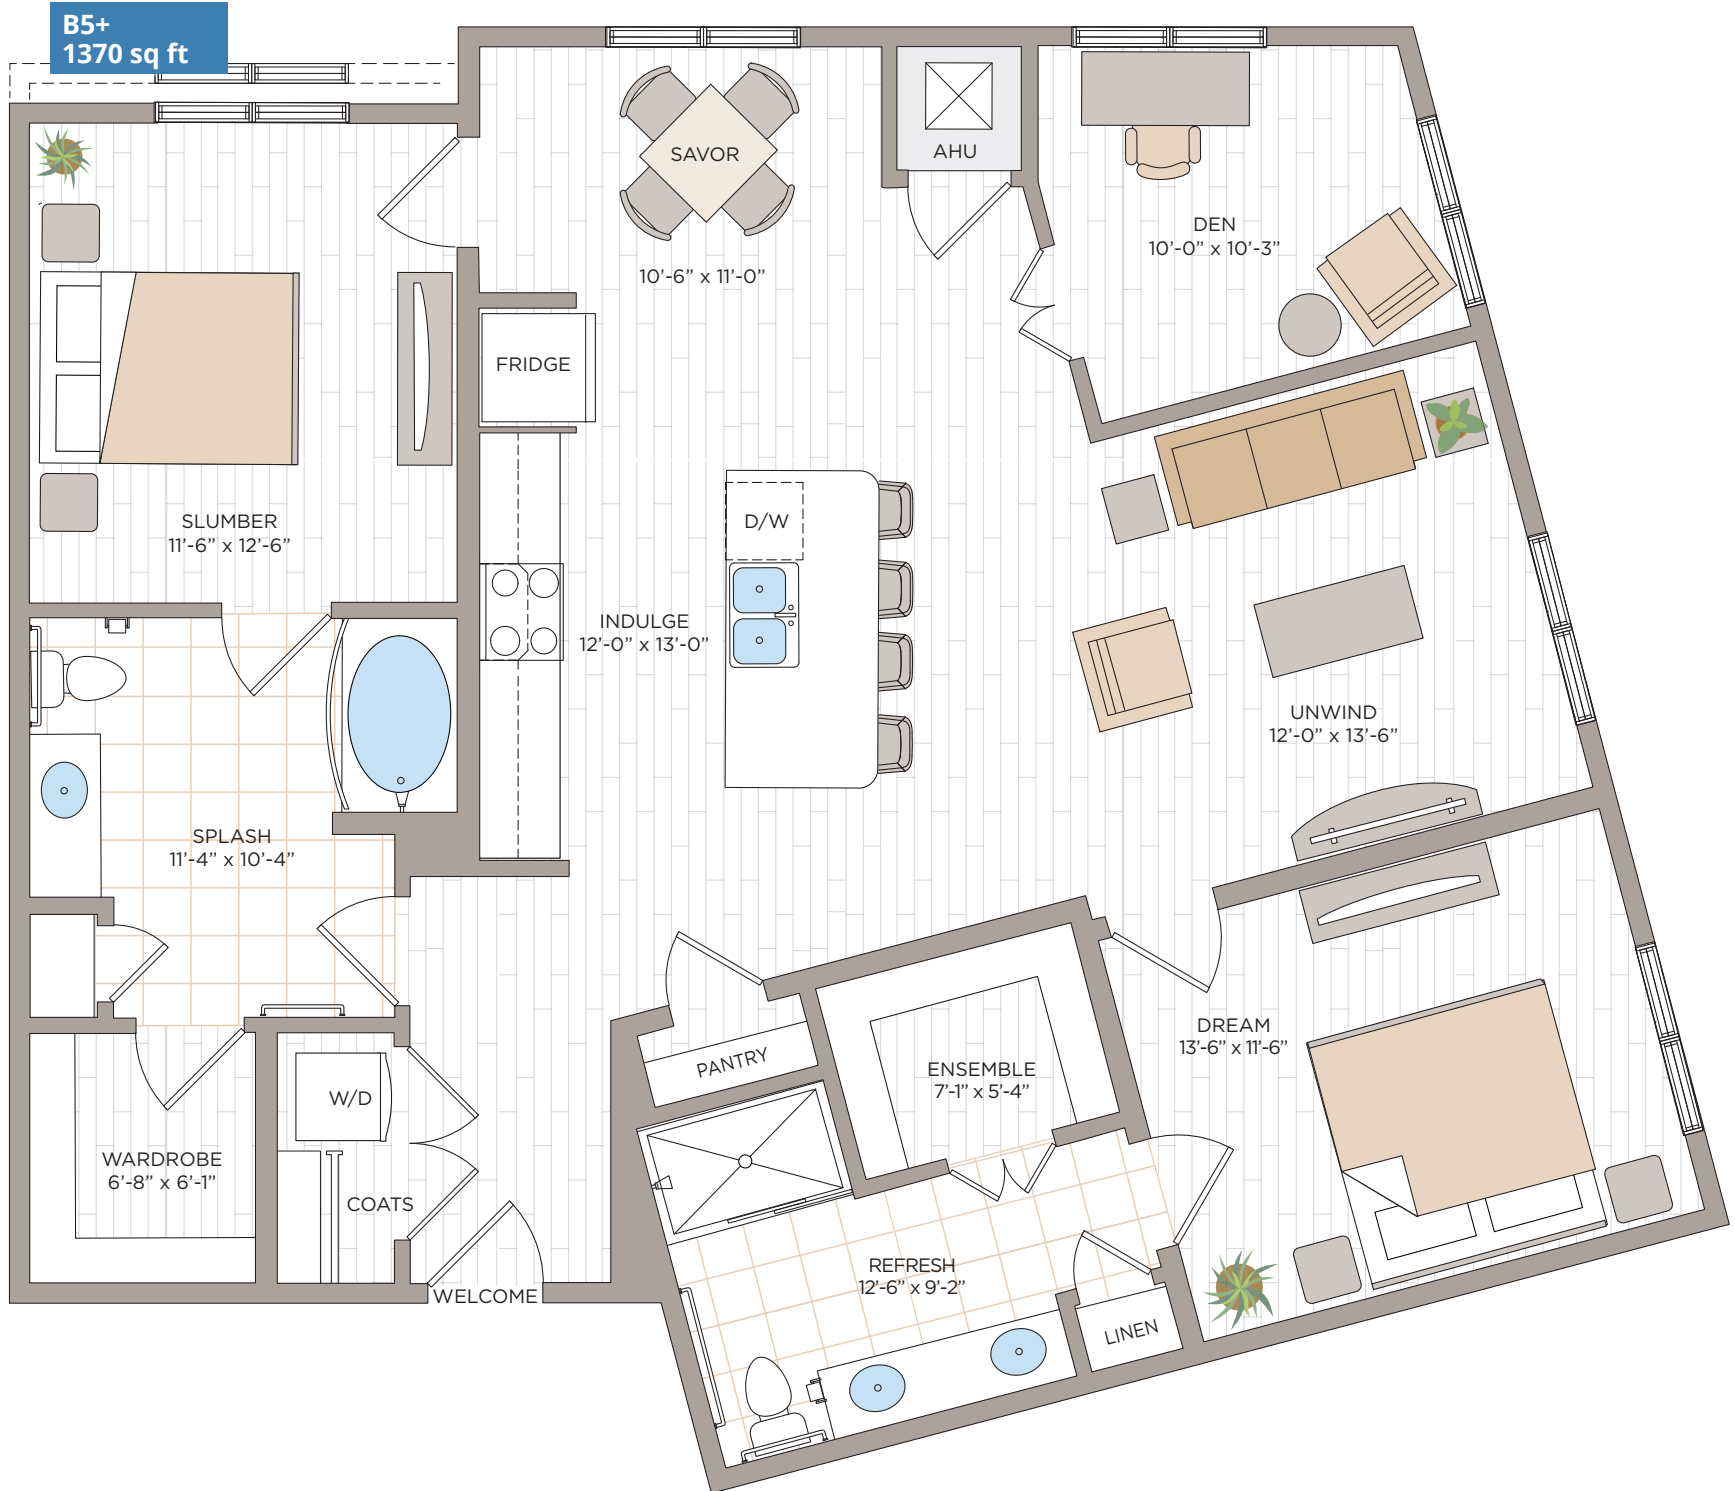 B5+
1370 sq ft
SAVOR
10'-6” x 11'-0”
AHU
DEN
10'-0” x 10'-3”
FRIDGE
SLUMBER
11'-6” x 12'-6”
D/W
INDULGE
12'-0” x 13'-0”
UNWIND
12'-0” x 13'-6”
SPLASH
11'-4” x 10'-4”
DREAM
13'-6” x 11'-6”
PANTRY
ENSEMBLE
7'-1” x 5'-4”
W/D
WARDROBE
6'-8” x 6'-1”
COATS
REFRESH
12'-6” x 9'-2”
WELCOME
LINEN